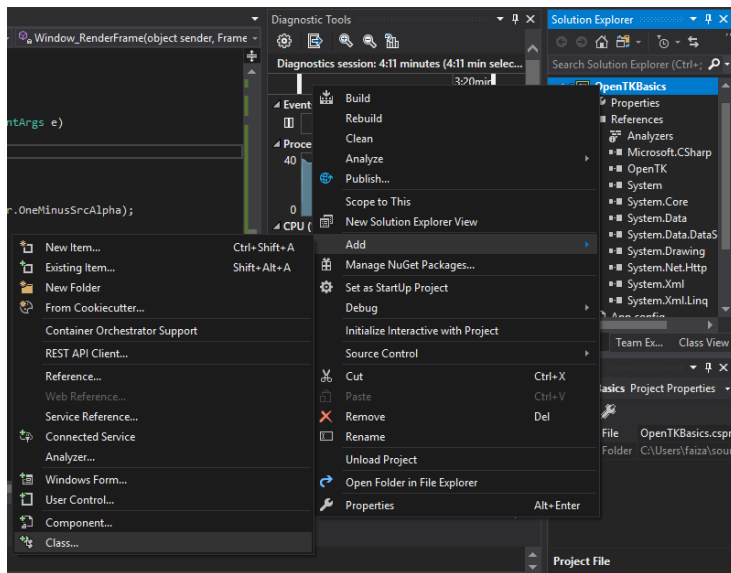 Window_RenderFrame(object sender, Frame
ntArgs e)
r.OneMinusSrcAlpha);
Diagnostic Tools
Diagnostics session: 4:11 minutes (4:11 min selec...
3:20min
Event
Proce
40
0
CPU (
Solution Explorer
Search Solution Explorer (Ctrl+;
OpenTKBasics
Properties
References
Analyzers
Microsoft.CSharp
OpenTK
System
System.Core
System.Data
System.Data.DataS
System.Drawing
System.Net.Http
System.Xml
System.Xml.Linq
App.config
Team Ex... Class View
asics Project Properties
File OpenTKBasics.cspr
Folder C:\Users\faiza\sour
Project File
Build
Rebuild
Clean
Analyze
Publish...
Scope to This
New Solution Explorer View
Add
Manage NuGet Packages...
Set as StartUp Project
Debug
Initialize Interactive with Project
Source Control
Cut Ctrl+X
Paste Ctrl+V
Remove Del
Rename
Unload Project
Open Folder in File Explorer
Properties Alt+Enter
New Item... Ctrl+Shift+A
Existing Item... Shift+Alt+A
New Folder
From Cookiecutter...
Container Orchestrator Support
REST API Client...
Reference...
Web Reference...
Service Reference...
Connected Service
Analyzer...
Windows Form...
User Control...
Component...
Class...